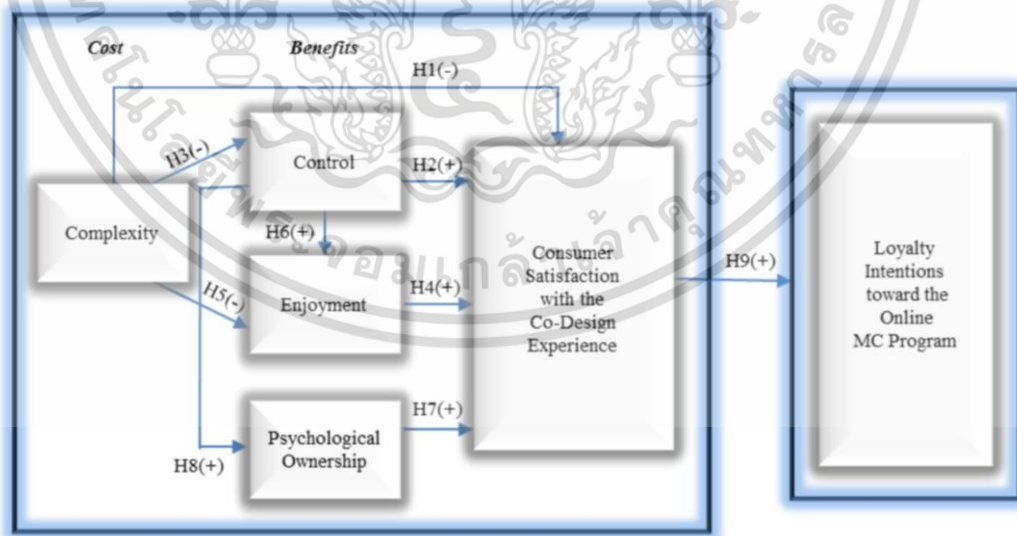 Cost
Benefits
H1(-)
H3(-)
Control
H2(+)
Complexity
H6(+)
H5(-)
Enjoyment
H4(+)
Consumer
Satisfaction
with the
Co-Design
Experience
H9(+)
Loyalty
Intentions
toward the
Online
MC Program
H8(+)
Psychological
Ownership
H7(+)